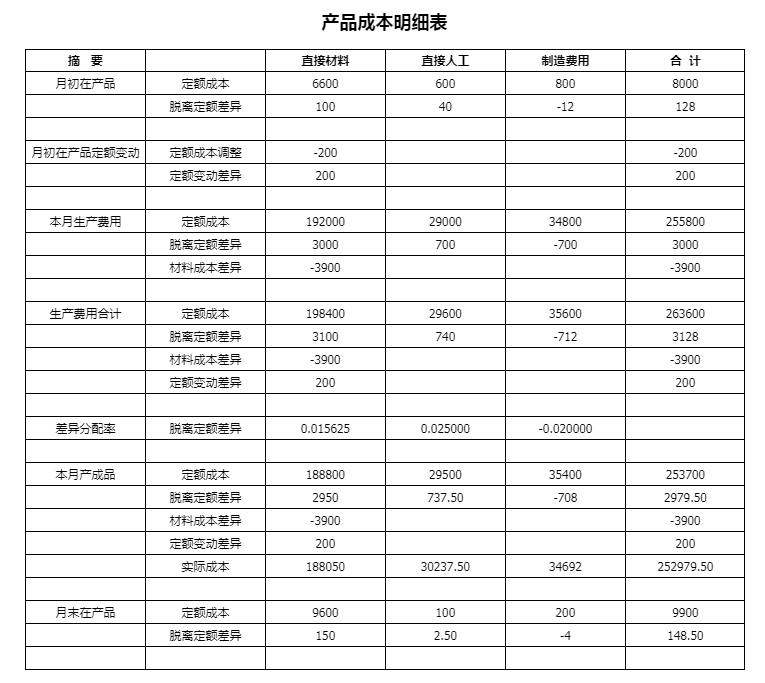 产品成本明细表
摘 要 直接材料 直接人工 制造费用 合 计
月初在产品 定额成本 6600 600 800 8000
脱离定额差异 100 40 -12 128
月初在产品定额变动 定额成本调整 -200 -200
定额变动差异 200 200
本月生产费用 定额成本 192000 29000 34800 255800
脱离定额差异 3000 700 -700 3000
材料成本差异 -3900 -3900
生产费用合计 定额成本 198400 29600 35600 263600
脱离定额差异 3100 740 -712 3128
材料成本差异 -3900 -3900
定额变动差异 200 200
差异分配率 脱离定额差异 0.015625 0.025000 -0.020000
本月产成品 定额成本 188800 29500 35400 253700
脱离定额差异 2950 737.50 -708 2979.50
材料成本差异 -3900 -3900
定额变动差异 200 200
实际成本 188050 30237.50 34692 252979.50
月末在产品 定额成本 9600 100 200 9900
脱离定额差异 150 2.50 -4 148.50